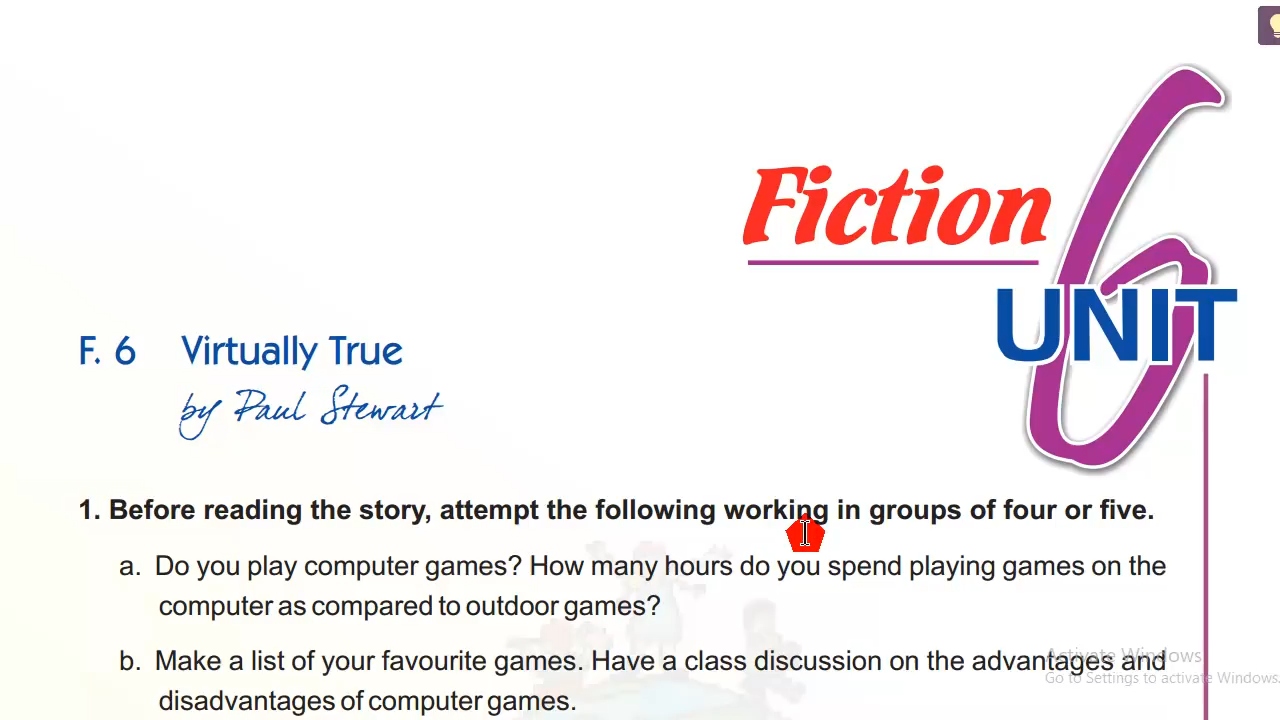 Fiction
6
UNIT
F. 6 Virtually True
by Paul Stewart
1. Before reading the story, attempt the following working in groups of four or five.
a. Do you play computer games? How many hours do you spend playing games on the
computer as compared to outdoor games?
b. Make a list of your favourite games. Have a class discussion on the advantages and
disadvantages of computer games.
Activate Windows
Go to Settings to activate Windows.